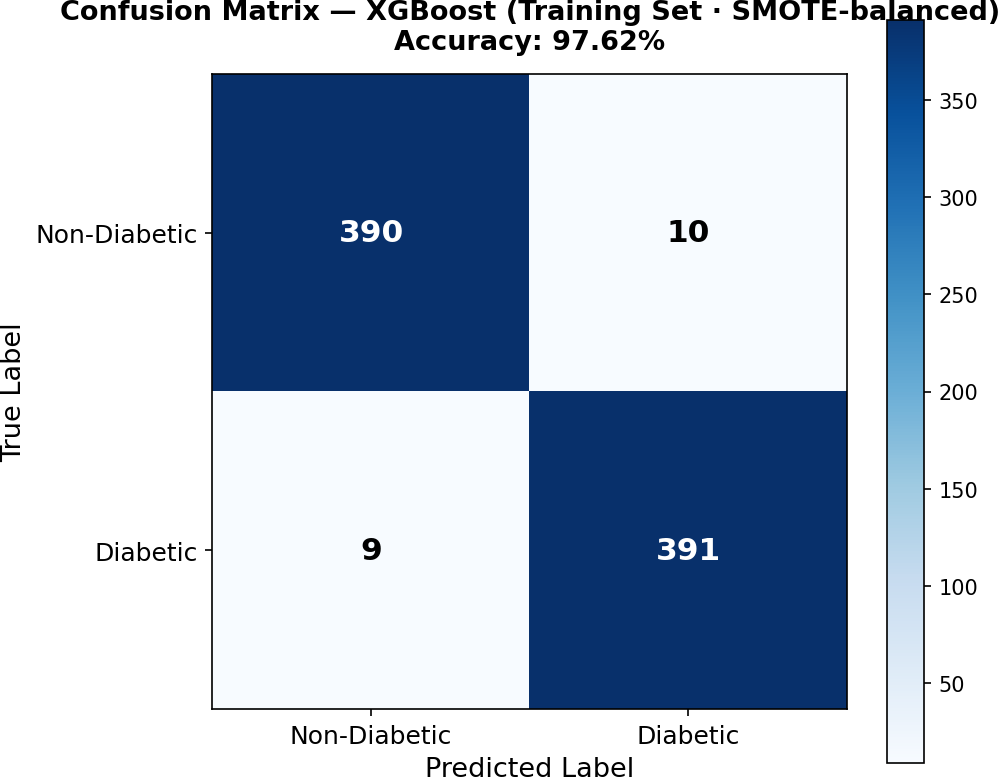 Confusion Matrix — XGBoost (Training Set · SMOTE-balanced)
Accuracy: 97.62%
True Label
Non-Diabetic
390
10
Diabetic
9
391
Non-Diabetic
Diabetic
Predicted Label
350
300
250
200
150
100
50